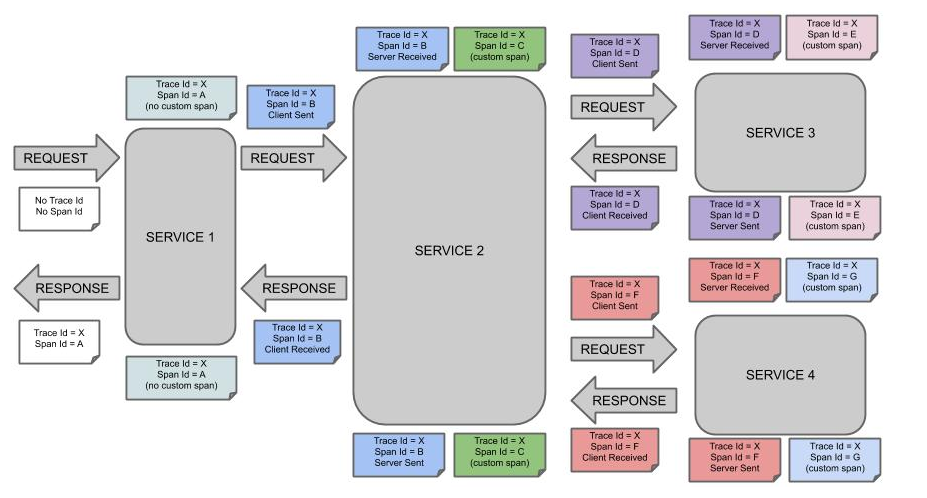 Trace Id = X
Span Id = A
(no custom span)
REQUEST
No Trace Id
No Span Id
SERVICE 1
RESPONSE
Trace Id = X
Span Id = A
Trace Id = X
Span Id = A
(no custom span)
Trace Id = X
Span Id = B
Client Sent
REQUEST
RESPONSE
Trace Id = X
Span Id = B
Client Received
Trace Id = X
Span Id = B
Server Received
Trace Id = X
Span Id = C
(custom span)
SERVICE 2
Trace Id = X
Span Id = B
Server Sent
Trace Id = X
Span Id = C
(custom span)
Trace Id = X
Span Id = D
Client Sent
REQUEST
RESPONSE
Trace Id = X
Span Id = D
Client Received
Trace Id = X
Span Id = D
Server Received
Trace Id = X
Span Id = E
(custom span)
SERVICE 3
Trace Id = X
Span Id = D
Server Sent
Trace Id = X
Span Id = E
(custom span)
Trace Id = X
Span Id = F
Client Sent
REQUEST
RESPONSE
Trace Id = X
Span Id = F
Client Received
Trace Id = X
Span Id = F
Server Received
Trace Id = X
Span Id = G
(custom span)
SERVICE 4
Trace Id = X
Span Id = F
Server Sent
Trace Id = X
Span Id = G
(custom span)